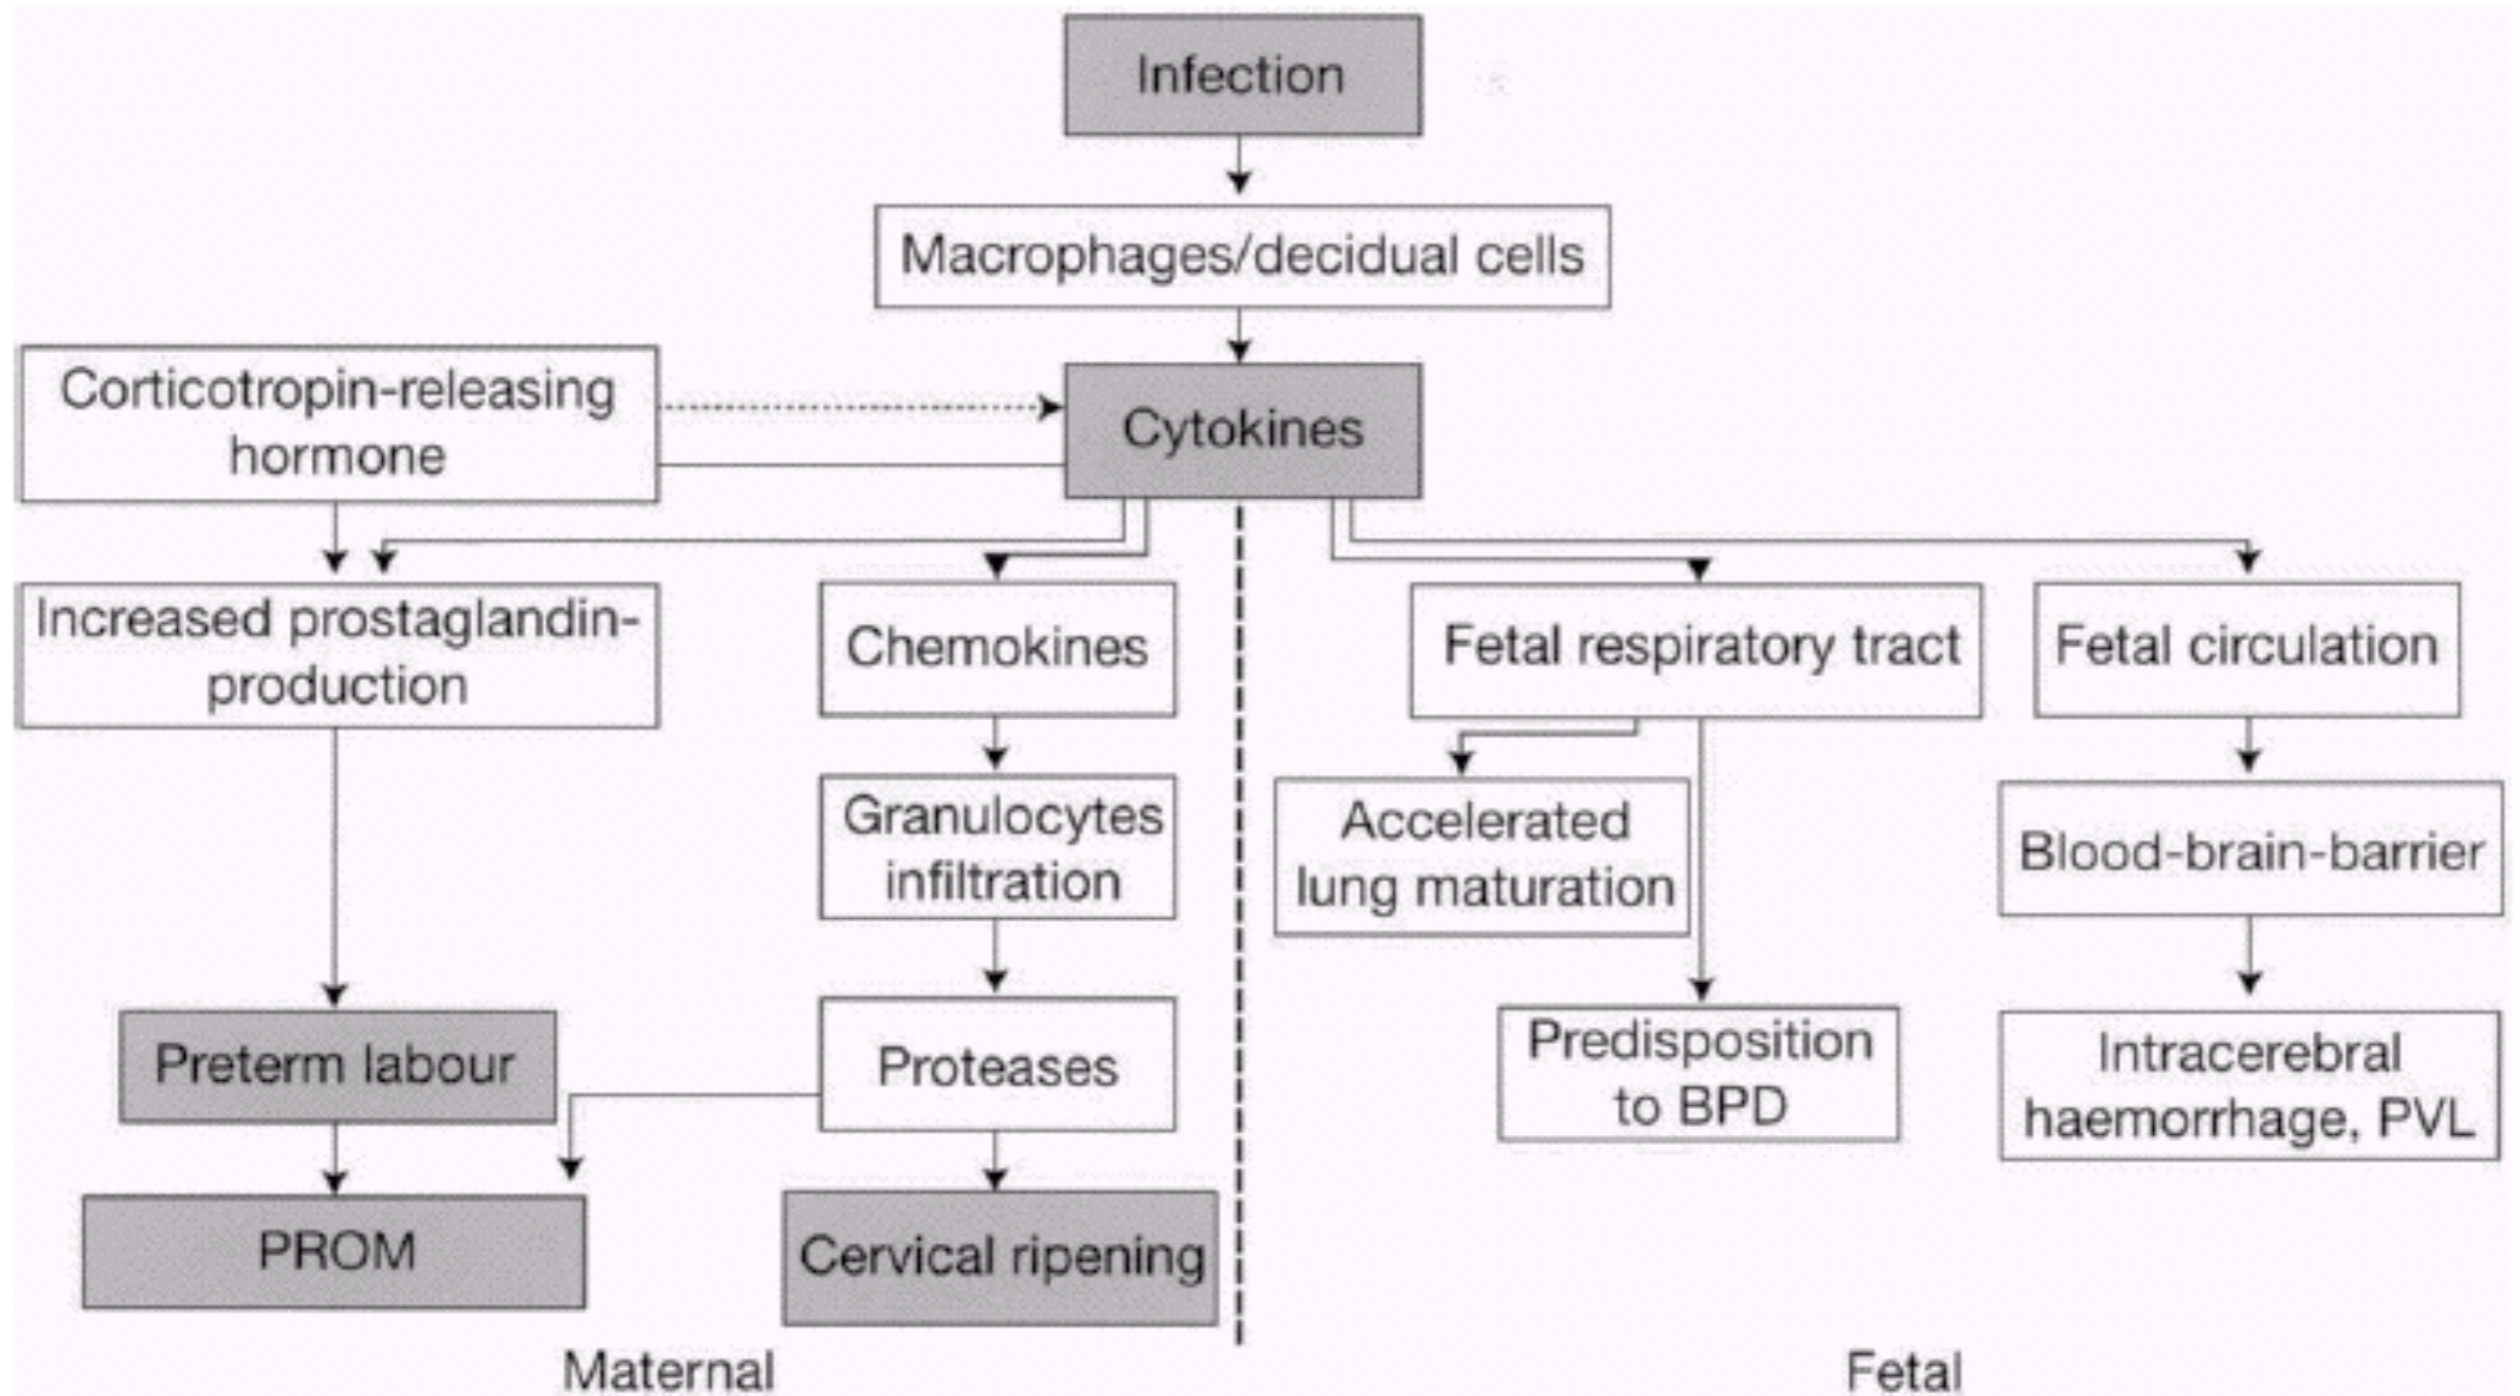 Infection
Macrophages/decidual cells
Corticotropin-releasing
hormone
Cytokines
Increased prostaglandin-
production
Chemokines
Fetal respiratory tract
Fetal circulation
Granulocytes
infiltration
Accelerated
lung maturation
Blood-brain-barrier
Preterm labour
Proteases
Predisposition
to BPD
Intracerebral
haemorrhage, PVL
PROM
Cervical ripening
Maternal
Fetal